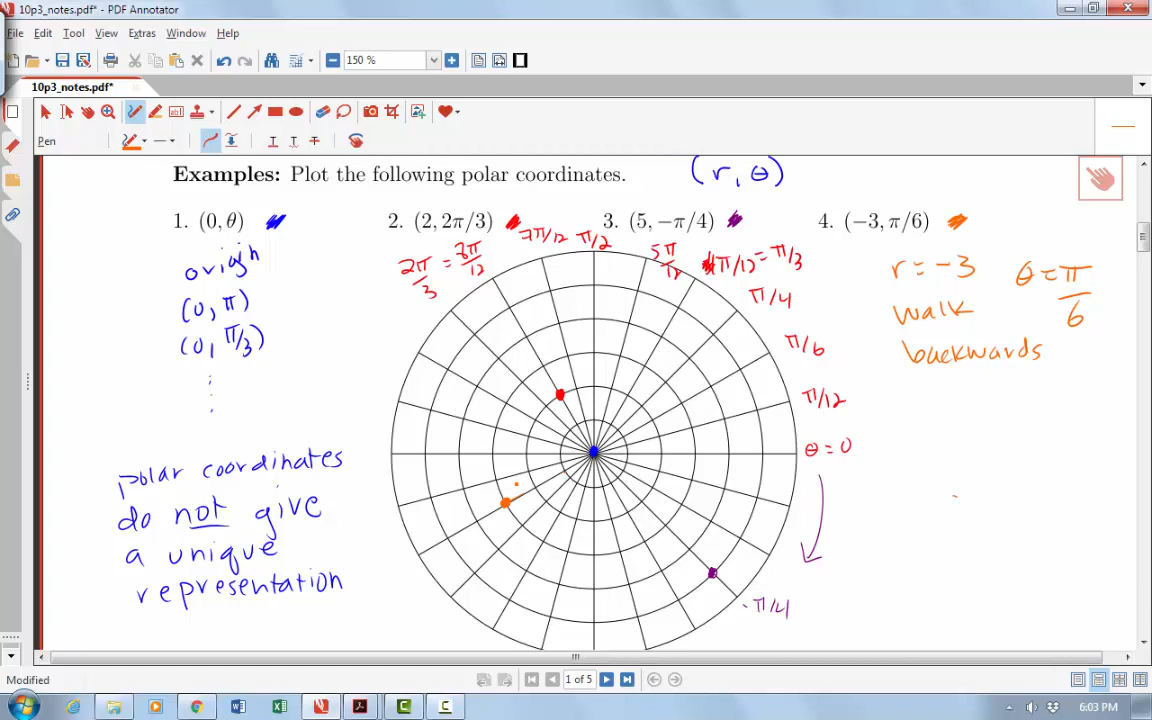 10p3_notes.pdf* - PDF Annotator
File Edit Tool View Extras Window Help
150 %
10p3_notes.pdf*
Pen
Examples: Plot the following polar coordinates. (r, θ)
1. (0, θ) 2. (2, 2π/3) 3. (5, −π/4) 4. (−3, π/6)
origin
(0, π)
(0, π/3)
⋮
polar coordinates
do not give
a unique
representation
2π/3 = 8π/12
7π/12
π/2
5π/12
4π/12 = π/3
π/4
π/6
π/12
θ = 0
-π/4
r = -3 θ = π/6
walk
backwards
1 of 5
Modified
6:03 PM